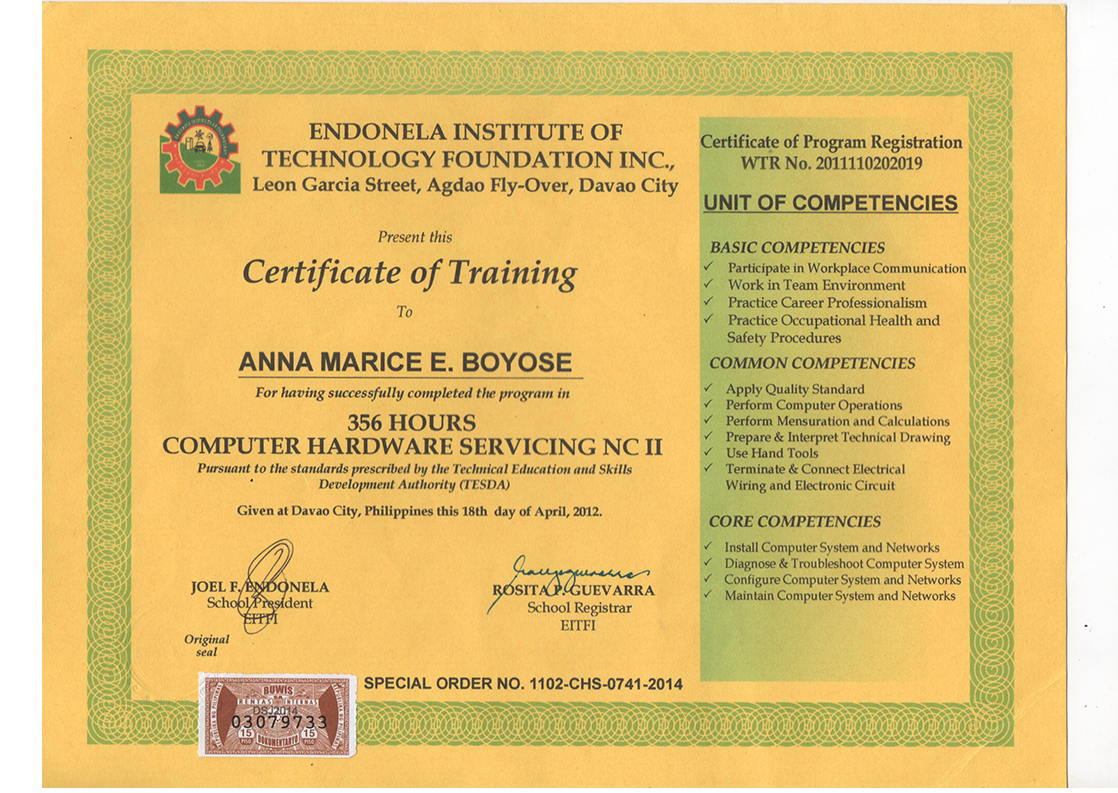 ENDONELA INSTITUTE OF
TECHNOLOGY FOUNDATION INC.,
Leon Garcia Street, Agdao Fly-Over, Davao City
Present this
Certificate of Training
To
ANNA MARICE E. BOYOSE
For having successfully completed the program in
356 HOURS
COMPUTER HARDWARE SERVICING NC II
Pursuant to the standards prescribed by the Technical Education and Skills
Development Authority (TESDA)
Given at Davao City, Philippines this 18th day of April, 2012.
JOEL F. ENDONELA
School President
EITFI
ROSITA P. GUEVARRA
School Registrar
EITFI
Original
seal
SPECIAL ORDER NO. 1102-CHS-0741-2014
BUWIS
RENTAS INTERNAS
DSJ2014
03079733
15 15
PISO PISO
DOKUMENTARYO
Certificate of Program Registration
WTR No. 2011110202019
UNIT OF COMPETENCIES
BASIC COMPETENCIES
✓ Participate in Workplace Communication
✓ Work in Team Environment
✓ Practice Career Professionalism
✓ Practice Occupational Health and
Safety Procedures
COMMON COMPETENCIES
✓ Apply Quality Standard
✓ Perform Computer Operations
✓ Perform Mensuration and Calculations
✓ Prepare & Interpret Technical Drawing
✓ Use Hand Tools
✓ Terminate & Connect Electrical
Wiring and Electronic Circuit
CORE COMPETENCIES
✓ Install Computer System and Networks
✓ Diagnose & Troubleshoot Computer System
✓ Configure Computer System and Networks
✓ Maintain Computer System and Networks